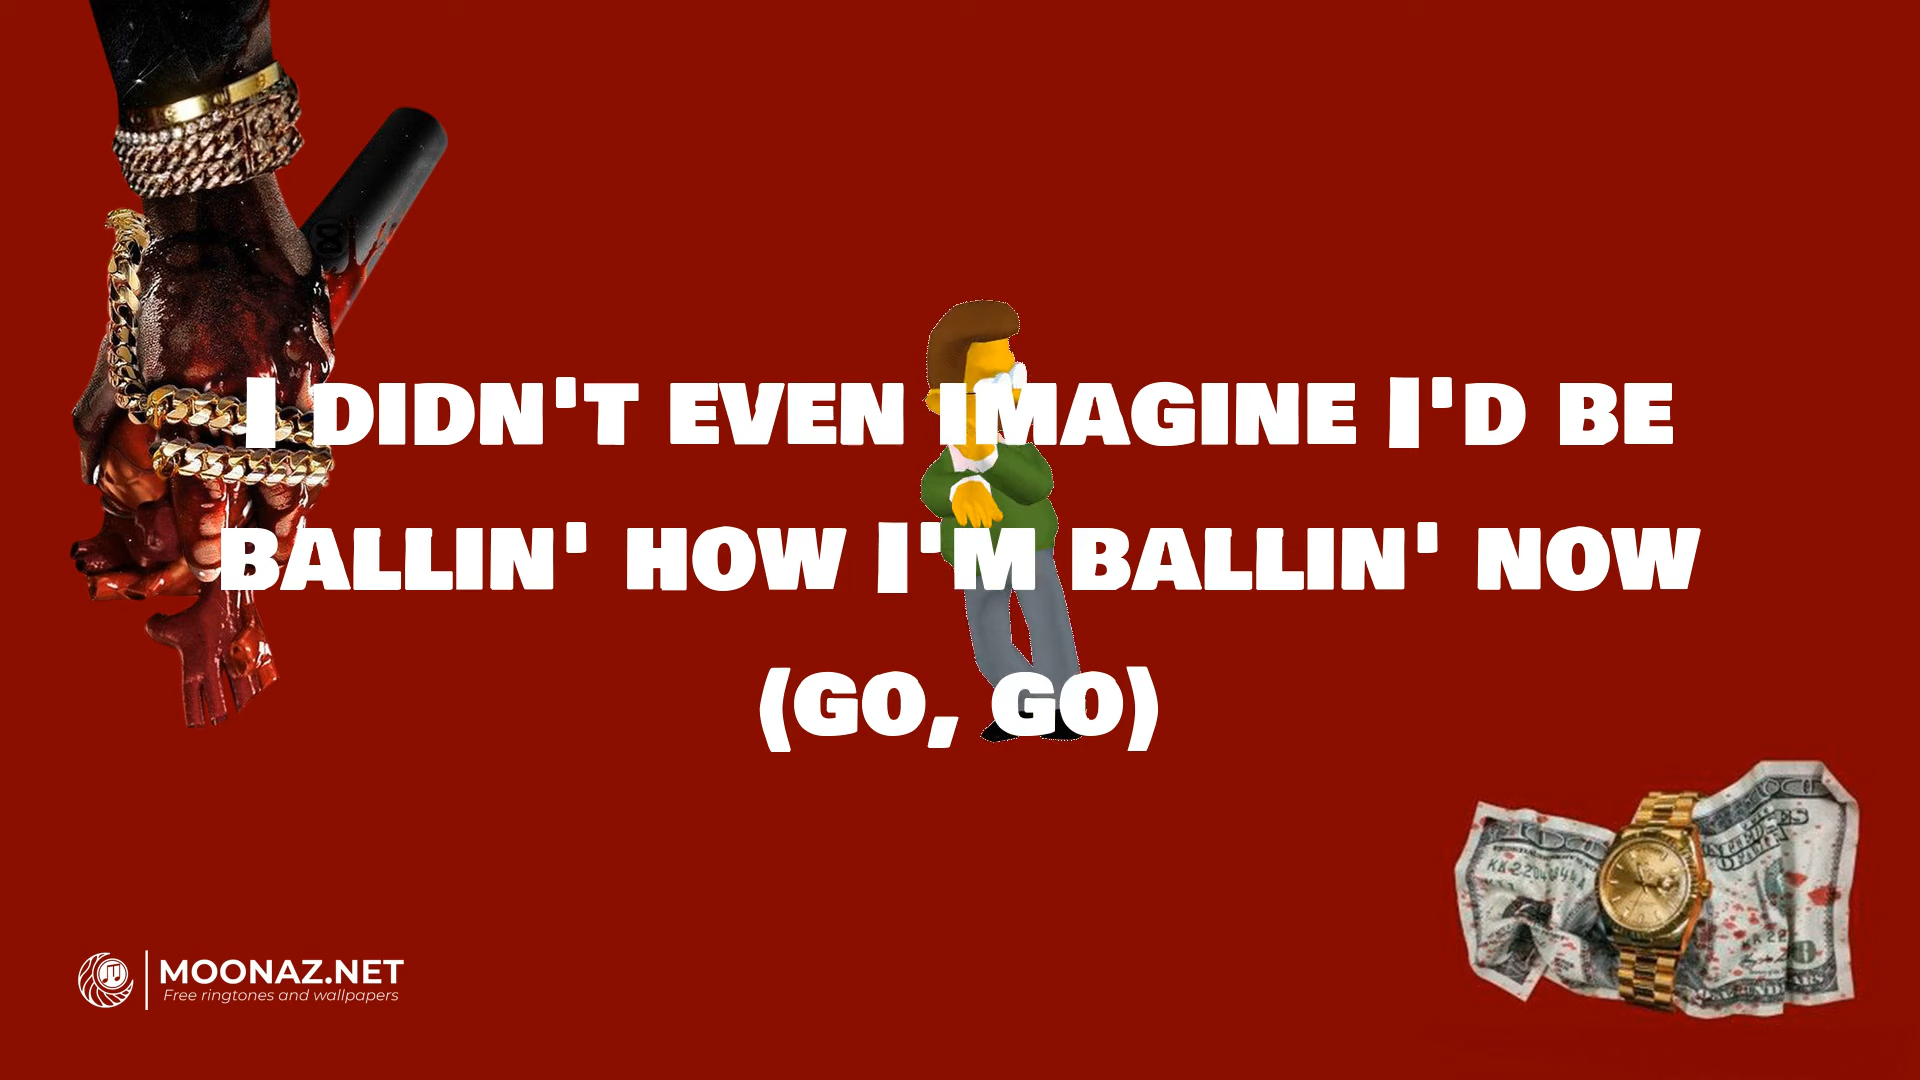 I DIDN'T EVEN IMAGINE I'D BE
BALLIN' HOW I'M BALLIN' NOW
(GO, GO)
MOONAZ.NET
Free ringtones and wallpapers